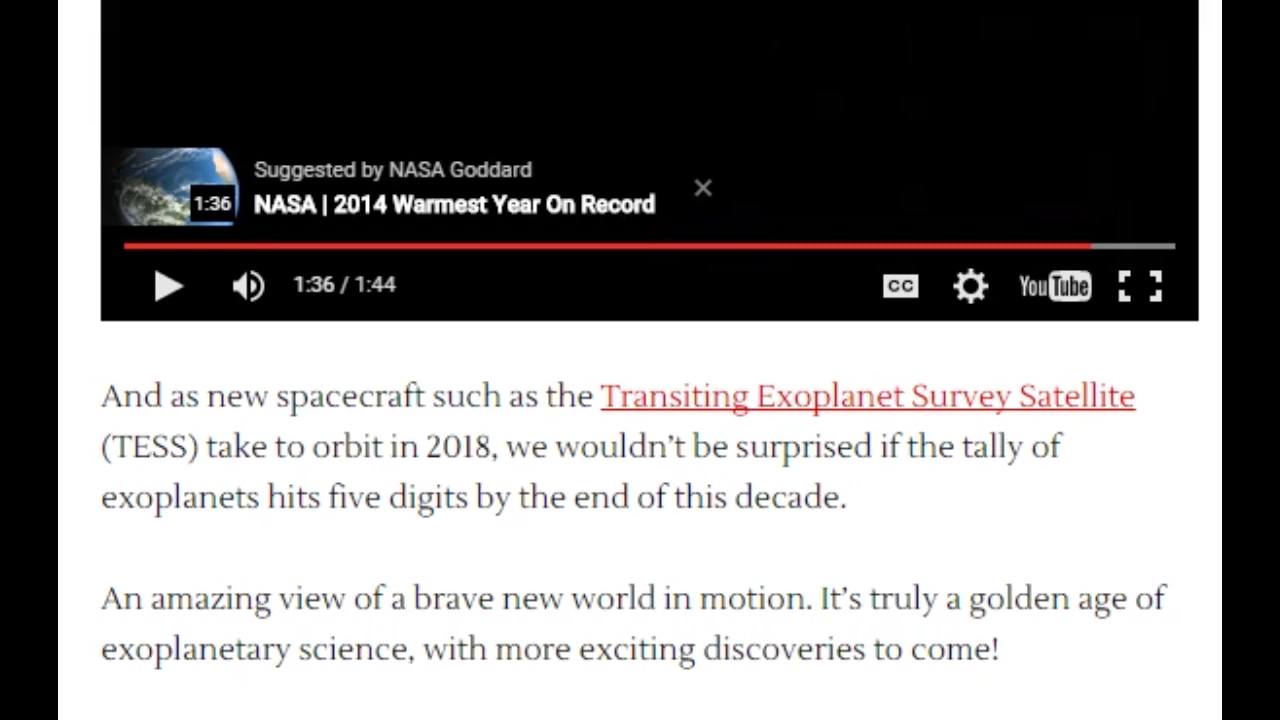 Suggested by NASA Goddard
1:36
NASA | 2014 Warmest Year On Record
1:36 / 1:44
CC
YouTube
And as new spacecraft such as the Transiting Exoplanet Survey Satellite
(TESS) take to orbit in 2018, we wouldn’t be surprised if the tally of
exoplanets hits five digits by the end of this decade.
An amazing view of a brave new world in motion. It’s truly a golden age of
exoplanetary science, with more exciting discoveries to come!